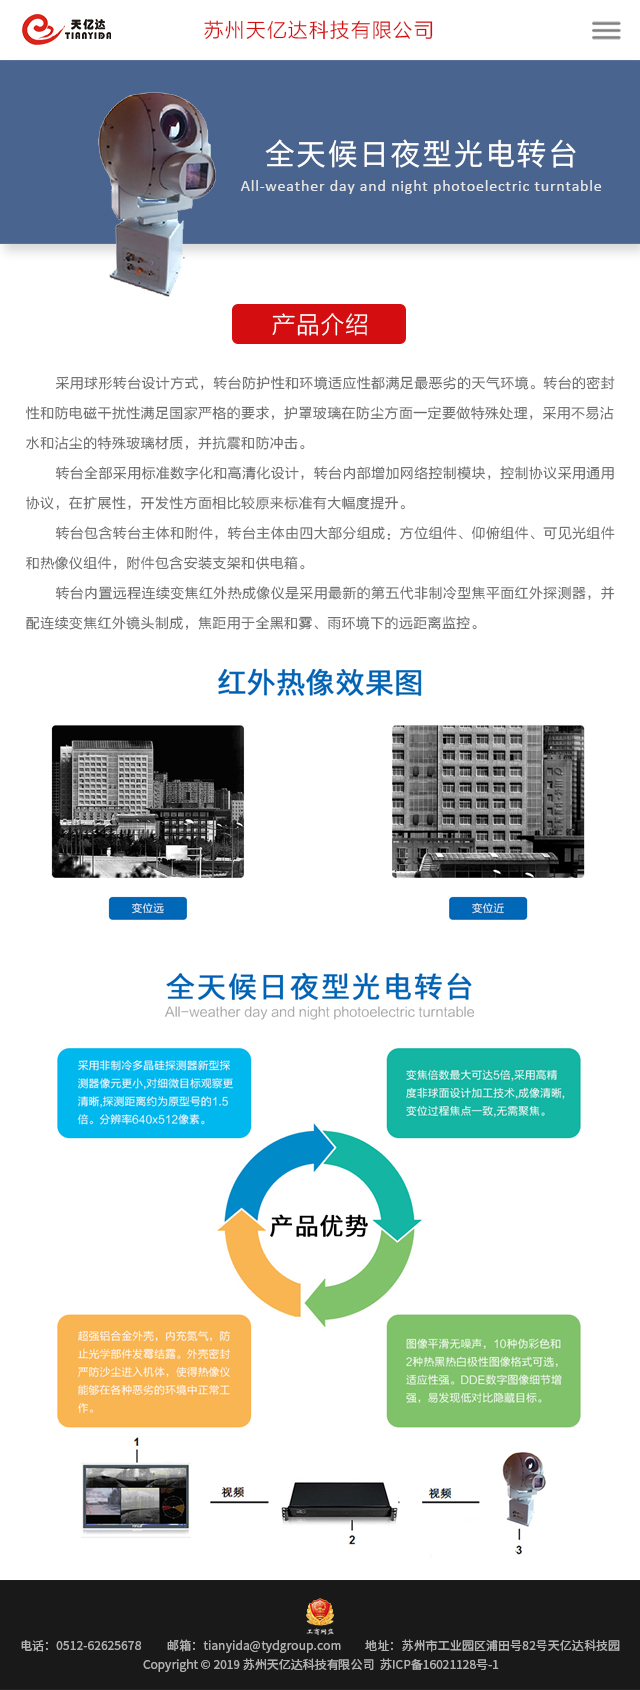 天亿达
TIANYIDA
苏州天亿达科技有限公司
全天候日夜型光电转台
All-weather day and night photoelectric turntable
产品介绍
采用球形转台设计方式，转台防护性和环境适应性都满足最恶劣的天气环境。转台的密封
性和防电磁干扰性满足国家严格的要求，护罩玻璃在防尘方面一定要做特殊处理，采用不易沾
水和沾尘的特殊玻璃材质，并抗震和防冲击。
转台全部采用标准数字化和高清化设计，转台内部增加网络控制模块，控制协议采用通用
协议，在扩展性，开发性方面相比较原来标准有大幅度提升。
转台包含转台主体和附件，转台主体由四大部分组成：方位组件、仰俯组件、可见光组件
和热像仪组件，附件包含安装支架和供电箱。
转台内置远程连续变焦红外热成像仪是采用最新的第五代非制冷型焦平面红外探测器，并
配连续变焦红外镜头制成，焦距用于全黑和雾、雨环境下的远距离监控。
红外热像效果图
变位远
变位近
全天候日夜型光电转台
All-weather day and night photoelectric turntable
采用非制冷多晶硅探测器新型探
测器像元更小,对细微目标观察更
清晰,探测距离约为原型号的1.5
倍。分辨率640x512像素。
变焦倍数最大可达5倍,采用高精
度非球面设计加工技术,成像清晰,
变位过程焦点一致,无需聚焦。
产品优势
超强铝合金外壳，内充氮气，防
止光学部件发霉结露。外壳密封
严防沙尘进入机体，使得热像仪
能够在各种恶劣的环境中正常工
作。
图像平滑无噪声，10种伪彩色和
2种热黑热白极性图像格式可选，
适应性强。DDE数字图像细节增
强，易发现低对比隐藏目标。
1
视频
2
视频
3
工商网监
电话：0512-62625678 邮箱：tianyida@tydgroup.com 地址：苏州市工业园区浦田号82号天亿达科技园
Copyright © 2019 苏州天亿达科技有限公司 苏ICP备16021128号-1